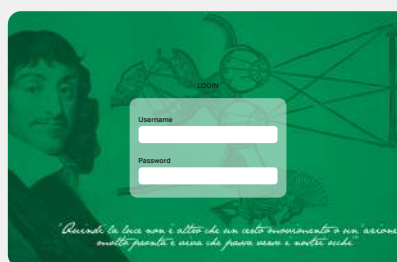 LOGIN
Username
Password
"Quindi la luce non è altro che un certo movimento o un'azione
molto pronta e viva che passa verso i nostri occhi"